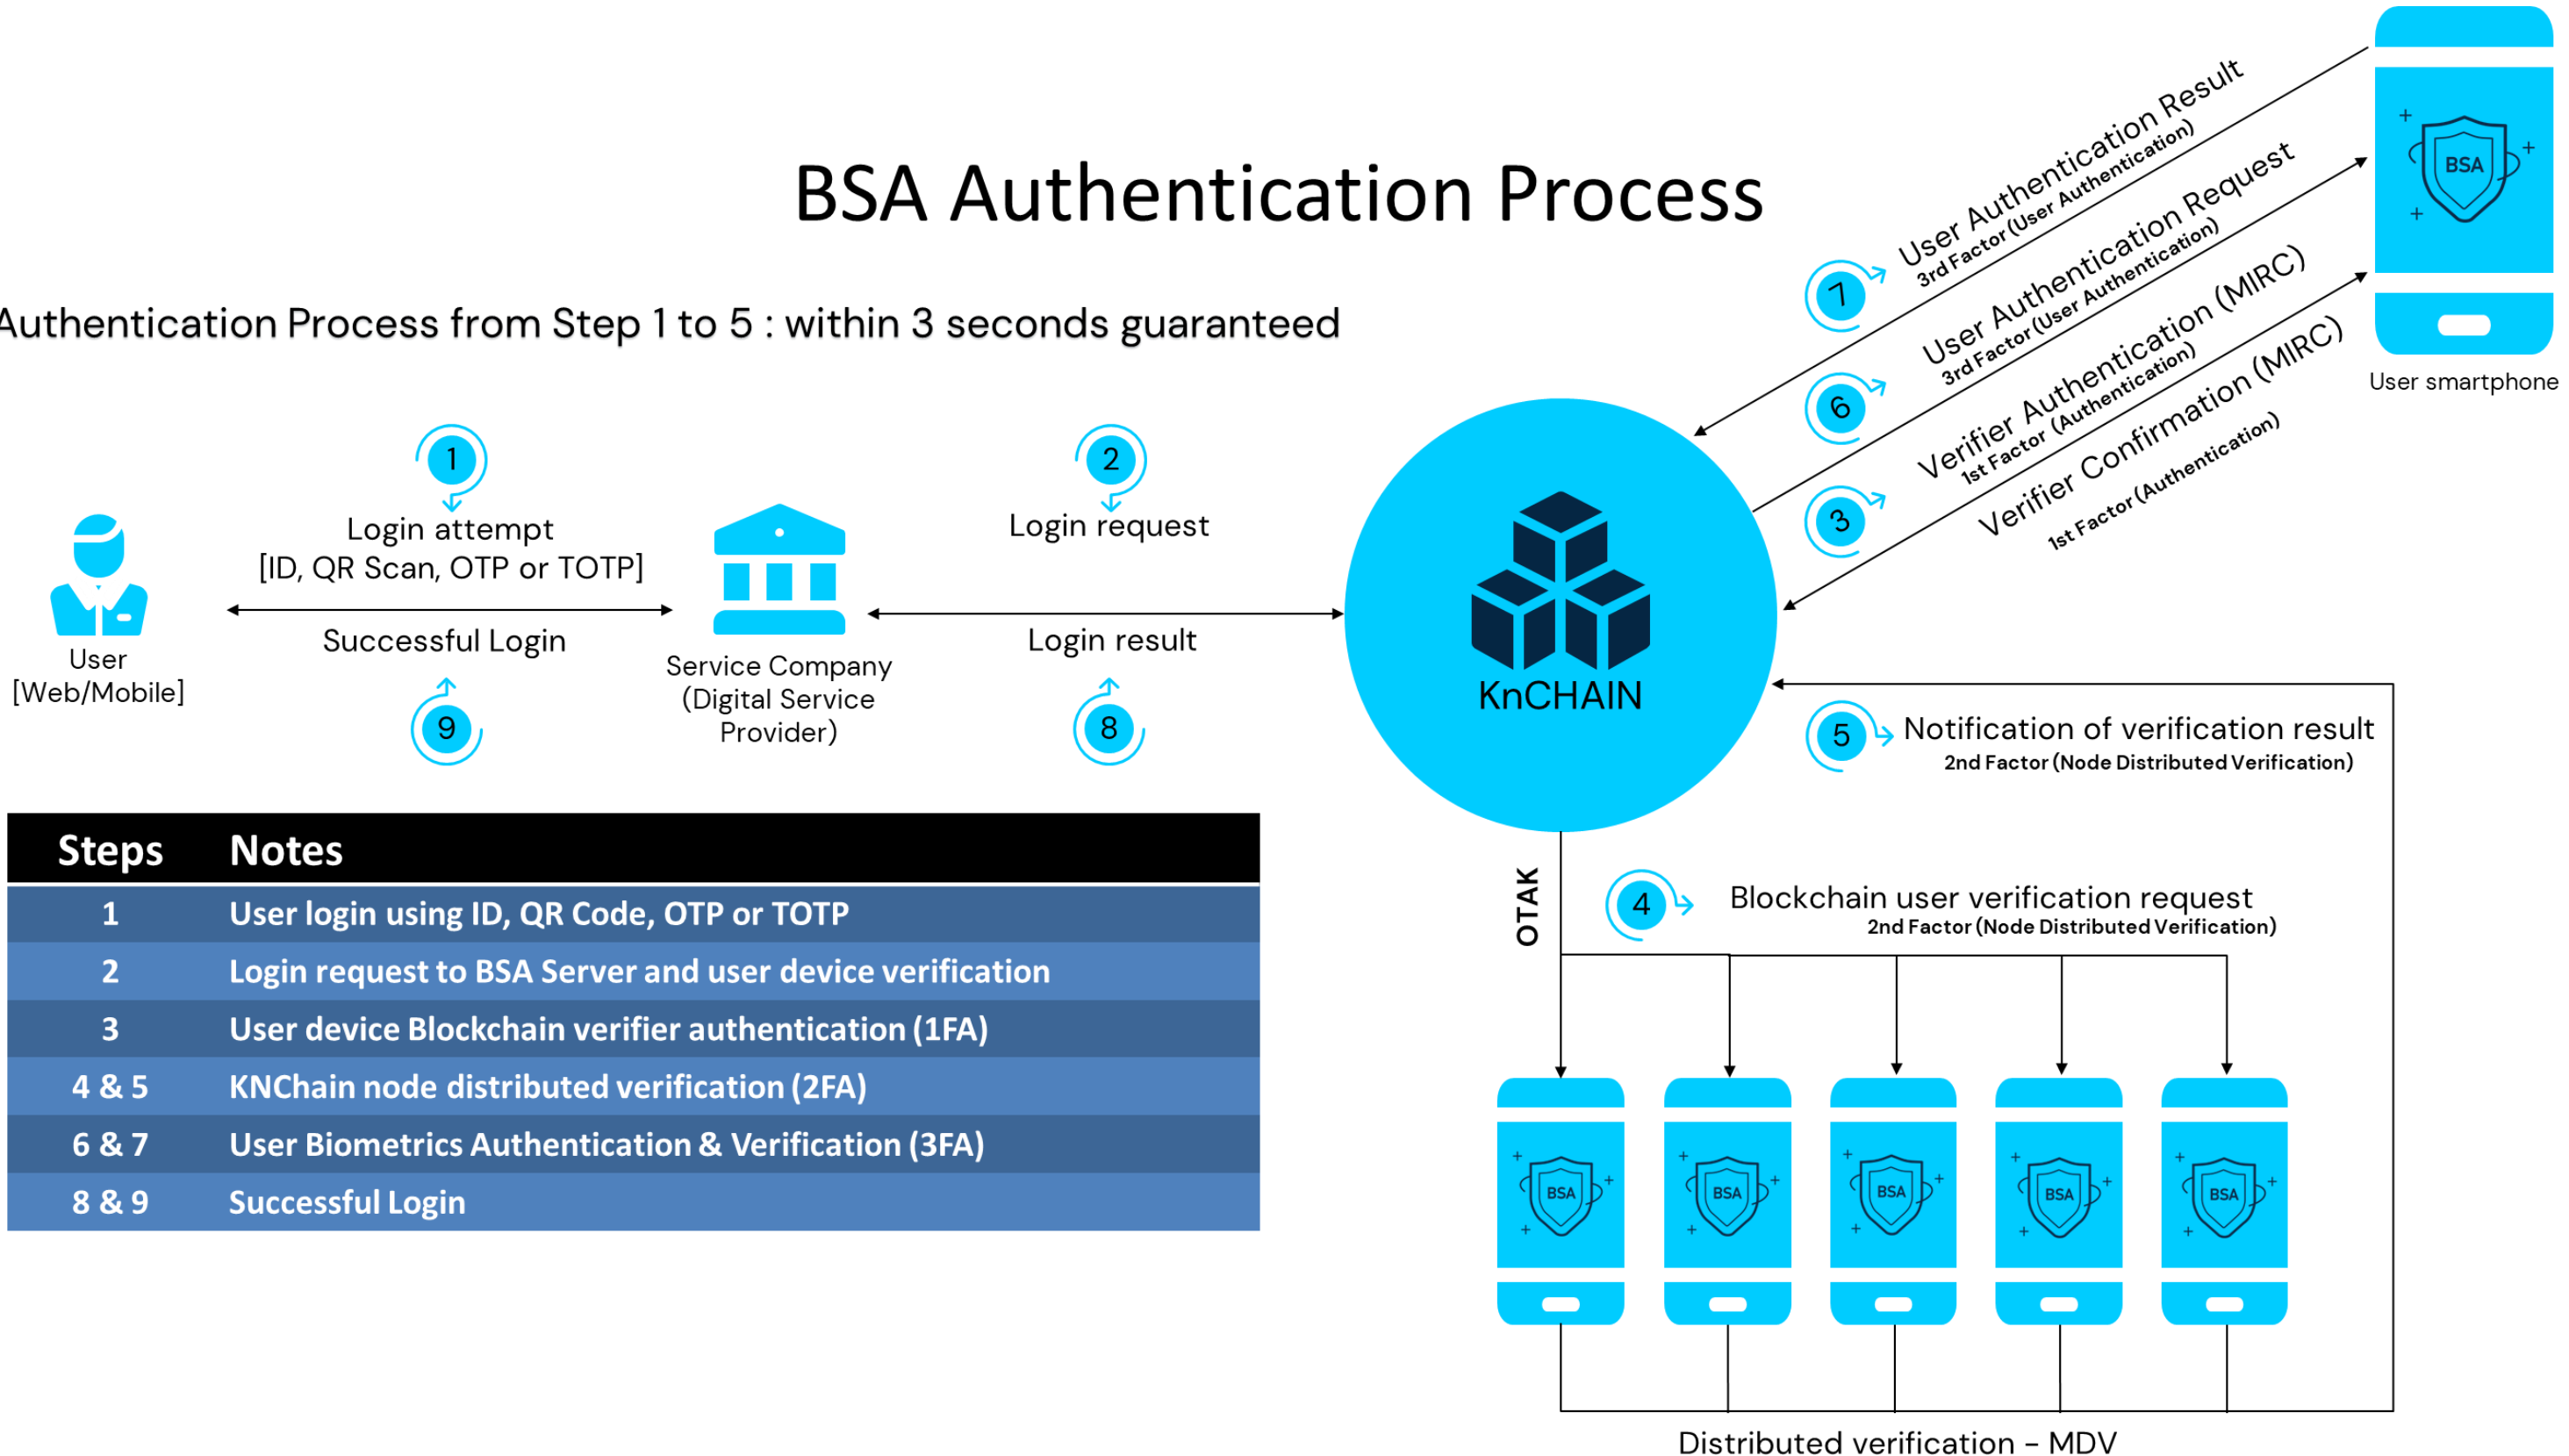 BSA Authentication Process
Authentication Process from Step 1 to 5 : within 3 seconds guaranteed
1
Login attempt
[ID, QR Scan, OTP or TOTP]
Successful Login
9
User
[Web/Mobile]
Service Company
(Digital Service
Provider)
2
Login request
Login result
8
KnCHAIN
7
User Authentication Result
3rd Factor (User Authentication)
6
User Authentication Request
3rd Factor (User Authentication)
3
Verifier Authentication (MIRC)
1st Factor (Authentication)
Verifier Confirmation (MIRC)
1st Factor (Authentication)
BSA
User smartphone
5
Notification of verification result
2nd Factor (Node Distributed Verification)
OTAK
4
Blockchain user verification request
2nd Factor (Node Distributed Verification)
BSA
BSA
BSA
BSA
BSA
Distributed verification - MDV
Steps Notes
1 User login using ID, QR Code, OTP or TOTP
2 Login request to BSA Server and user device verification
3 User device Blockchain verifier authentication (1FA)
4 & 5 KNChain node distributed verification (2FA)
6 & 7 User Biometrics Authentication & Verification (3FA)
8 & 9 Successful Login